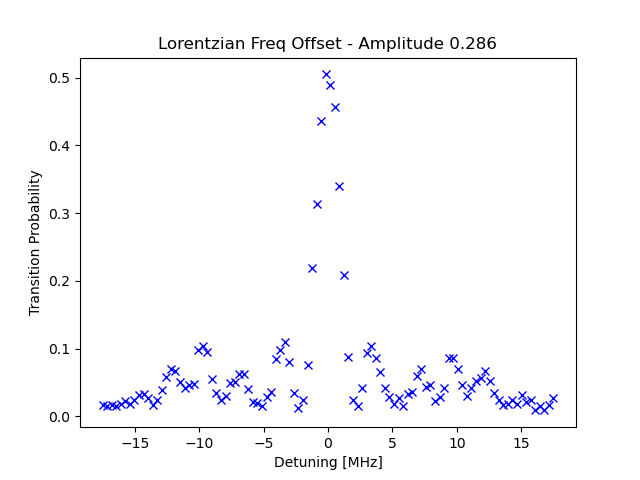 Lorentzian Freq Offset - Amplitude 0.286
0.5
0.4
0.3
0.2
0.1
0.0
Transition Probability
−15 −10 −5 0 5 10 15
Detuning [MHz]